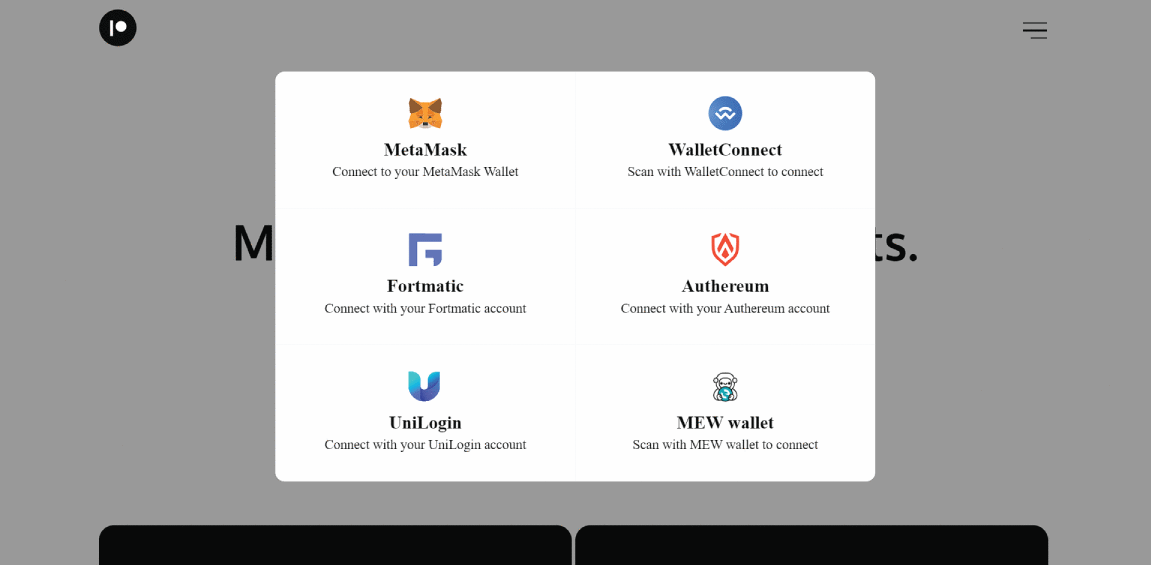 MetaMask
Connect to your MetaMask Wallet
WalletConnect
Scan with WalletConnect to connect
Fortmatic
Connect with your Fortmatic account
Authereum
Connect with your Authereum account
UniLogin
Connect with your UniLogin account
MEW wallet
Scan with MEW wallet to connect